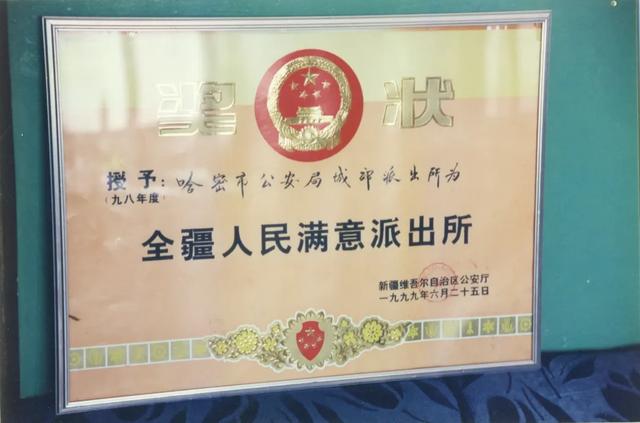 奖状
授予：哈密市公安局城郊派出所为
（九八年度）
全疆人民满意派出所
新疆维吾尔自治区公安厅
一九九九年六月二十五日